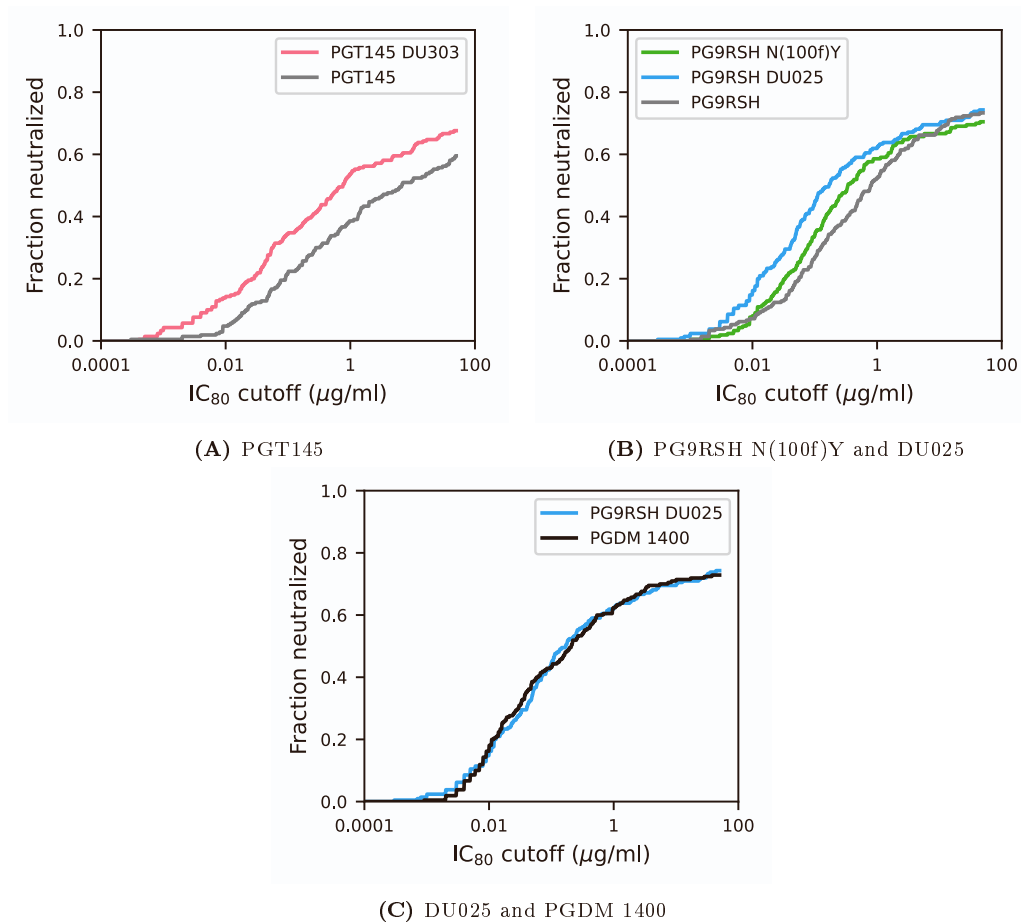 1.0
0.8
0.6
0.4
0.2
0.0
Fraction neutralized
PGT145 DU303
PGT145
0.0001 0.01 1 100
IC₈₀ cutoff (μg/ml)
(A) PGT145
1.0
0.8
0.6
0.4
0.2
0.0
Fraction neutralized
PG9RSH N(100f)Y
PG9RSH DU025
PG9RSH
0.0001 0.01 1 100
IC₈₀ cutoff (μg/ml)
(B) PG9RSH N(100f)Y and DU025
1.0
0.8
0.6
0.4
0.2
0.0
Fraction neutralized
PG9RSH DU025
PGDM 1400
0.0001 0.01 1 100
IC₈₀ cutoff (μg/ml)
(C) DU025 and PGDM 1400